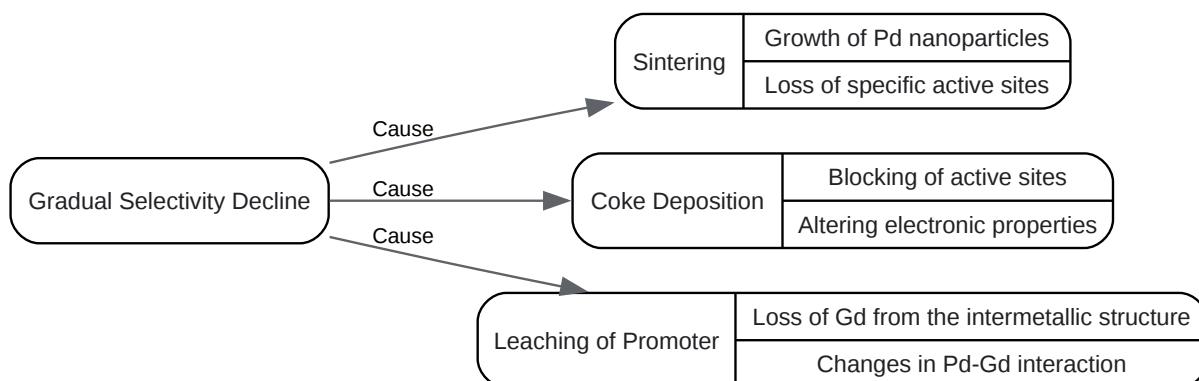 Gradual Selectivity Decline
Cause
Sintering
Growth of Pd nanoparticles
Loss of specific active sites
Cause
Coke Deposition
Blocking of active sites
Altering electronic properties
Cause
Leaching of Promoter
Loss of Gd from the intermetallic structure
Changes in Pd-Gd interaction